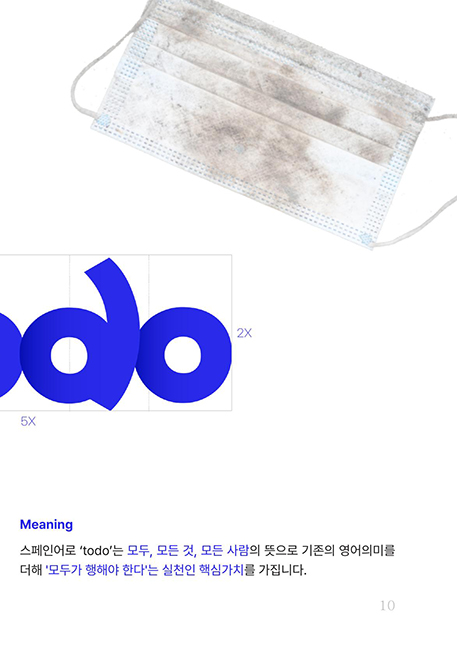 odo
2X
5X
Meaning
스페인어로 ‘todo’는 모두, 모든 것, 모든 사람의 뜻으로 기존의 영어의미를
더해 '모두가 행해야 한다'는 실천인 핵심가치를 가집니다.
10